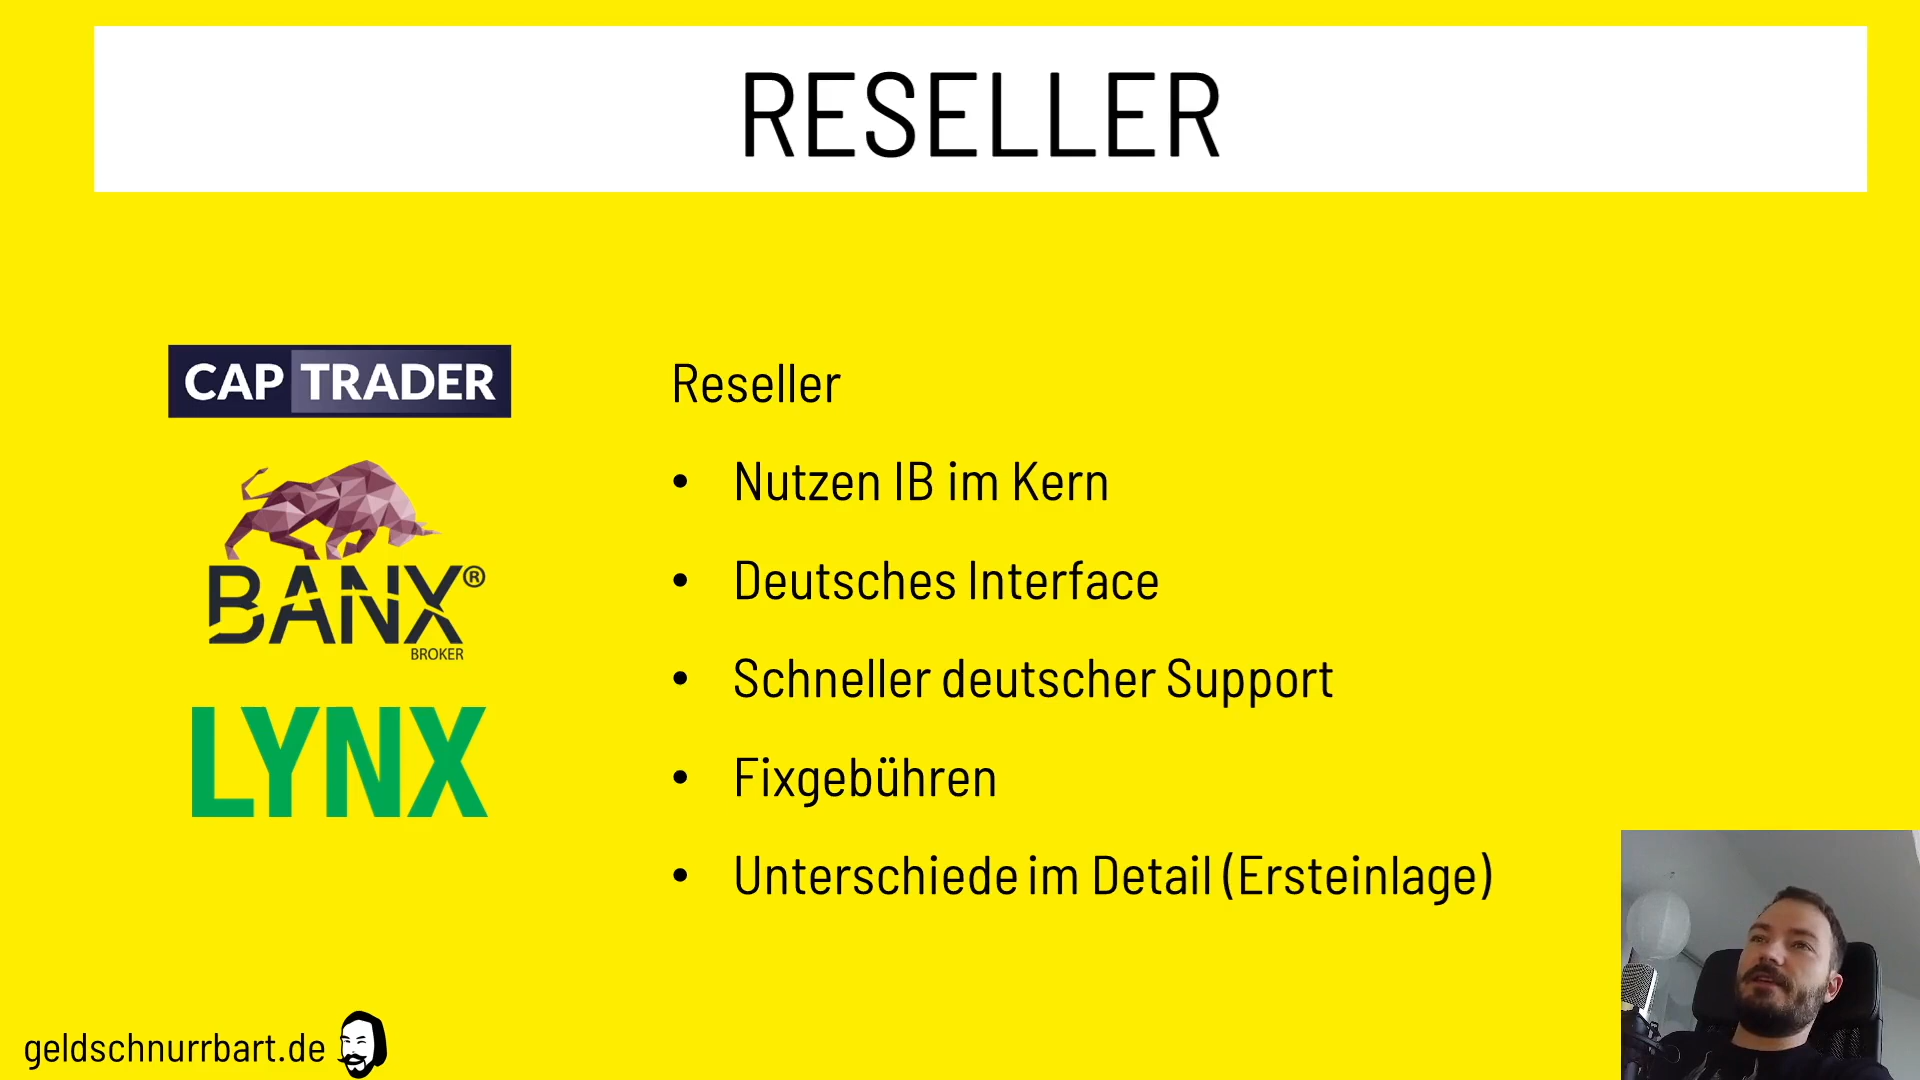 RESELLER
CAP TRADER
BANX®
BROKER
LYNX
Reseller
• Nutzen IB im Kern
• Deutsches Interface
• Schneller deutscher Support
• Fixgebühren
• Unterschiede im Detail (Ersteinlage)
geldschnurrbart.de